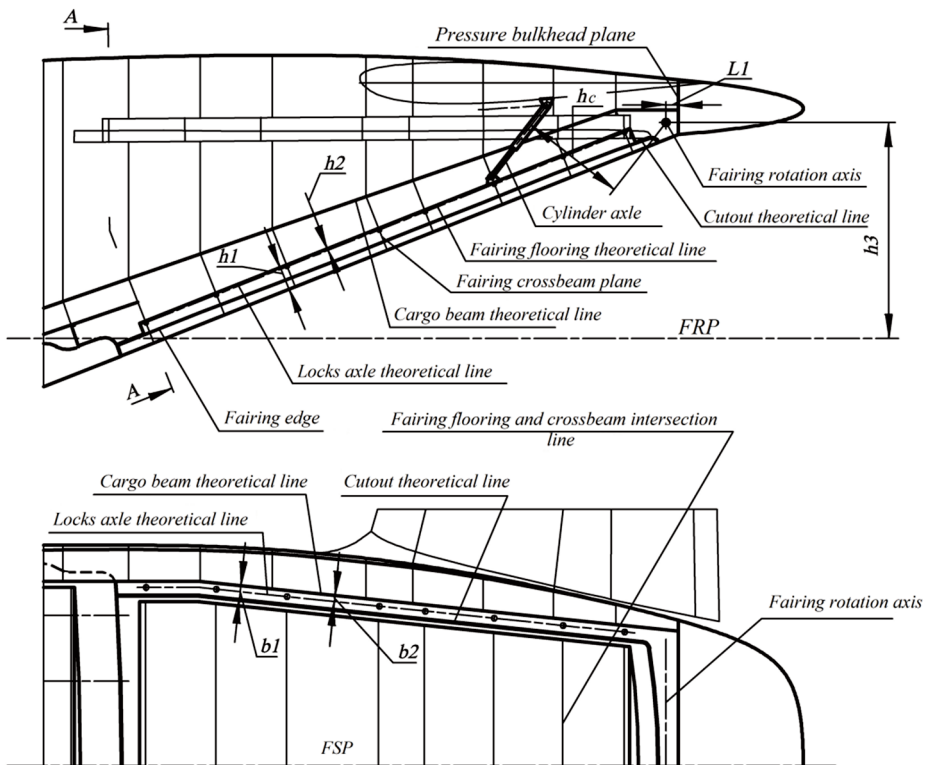 A
Pressure bulkhead plane
L1
hc
h2
Fairing rotation axis
Cylinder axle
Cutout theoretical line
h3
h1
Fairing flooring theoretical line
Fairing crossbeam plane
Cargo beam theoretical line
FRP
Locks axle theoretical line
A
Fairing edge
Fairing flooring and crossbeam intersection
line
Cargo beam theoretical line
Cutout theoretical line
Locks axle theoretical line
Fairing rotation axis
b1
b2
FSP